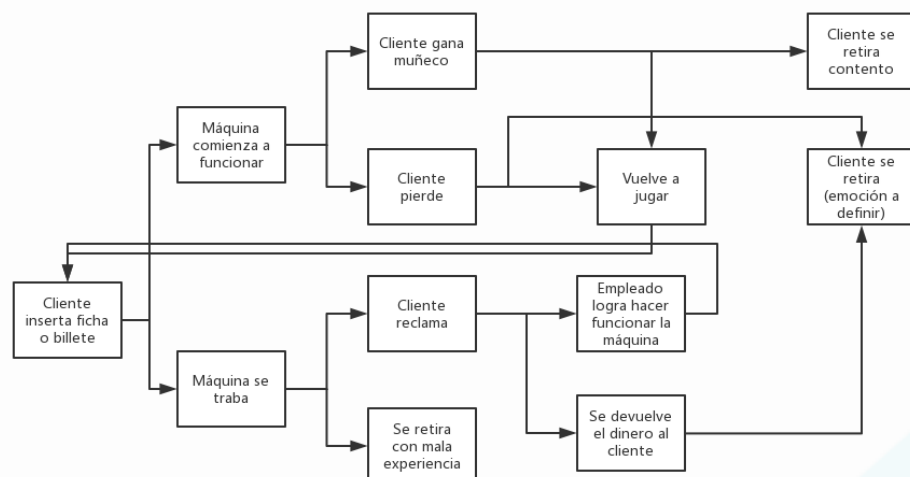 Cliente gana
muñeco
Cliente se
retira
contento
Máquina
comienza a
funcionar
Cliente
pierde
Vuelve a
jugar
Cliente se
retira
(emoción a
definir)
Cliente
inserta ficha
o billete
Cliente
reclama
Empleado
logra hacer
funcionar la
máquina
Máquina se
traba
Se retira
con mala
experiencia
Se devuelve
el dinero al
cliente